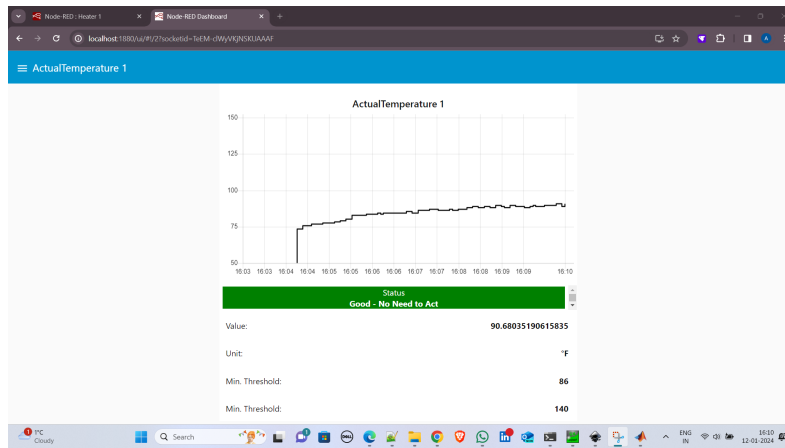 Node-RED : Heater 1
Node-RED Dashboard
localhost:1880/ui/#!/2?socketid=TeEM-clWyVKJNSKUAAAF
ActualTemperature 1
ActualTemperature 1
150
125
100
75
50
16:03 16:03 16:04 16:04 16:05 16:05 16:06 16:06 16:07 16:07 16:08 16:08 16:09 16:09 16:10
Status
Good - No Need to Act
Value: 90.68035190615835
Unit: °F
Min. Threshold: 86
Min. Threshold: 140
1°C
Cloudy
Search
ENG
IN
16:10
12-01-2024